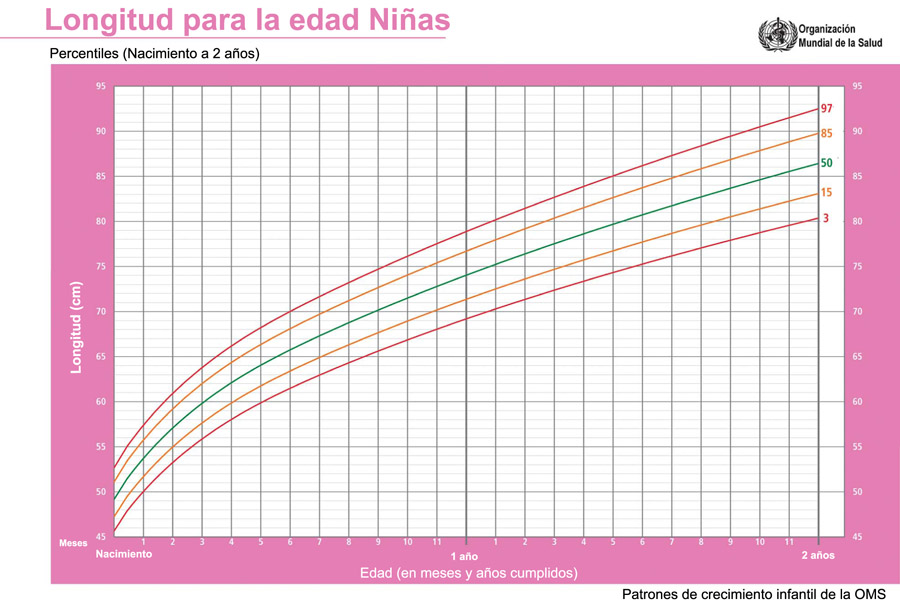 Longitud para la edad Niñas
Percentiles (Nacimiento a 2 años)
Organización
Mundial de la Salud
95 95
97
90 85 90
50
85 85
15
80 3 80
75 75
70 70
65 65
60 60
55 55
50 50
45 45
Longitud (cm)
Meses 1 2 3 4 5 6 7 8 9 10 11 1 2 3 4 5 6 7 8 9 10 11
Nacimiento 1 año 2 años
Edad (en meses y años cumplidos)
Patrones de crecimiento infantil de la OMS